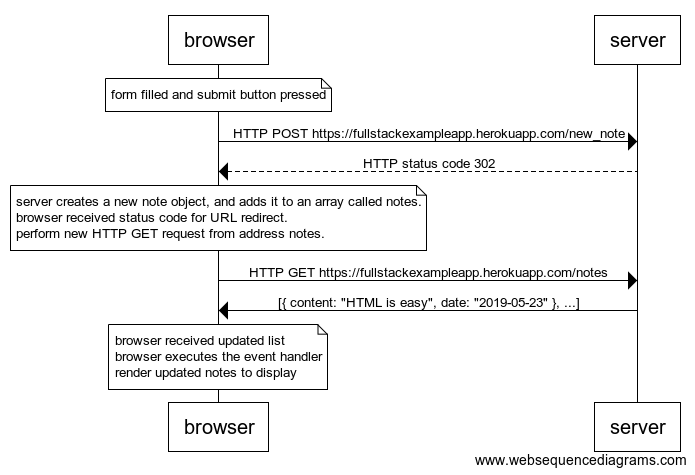 browser
server
form filled and submit button pressed
HTTP POST https://fullstackexampleapp.herokuapp.com/new_note
HTTP status code 302
server creates a new note object, and adds it to an array called notes.
browser received status code for URL redirect.
perform new HTTP GET request from address notes.
HTTP GET https://fullstackexampleapp.herokuapp.com/notes
[{ content: "HTML is easy", date: "2019-05-23" }, ...]
browser received updated list
browser executes the event handler
render updated notes to display
browser
server
www.websequencediagrams.com